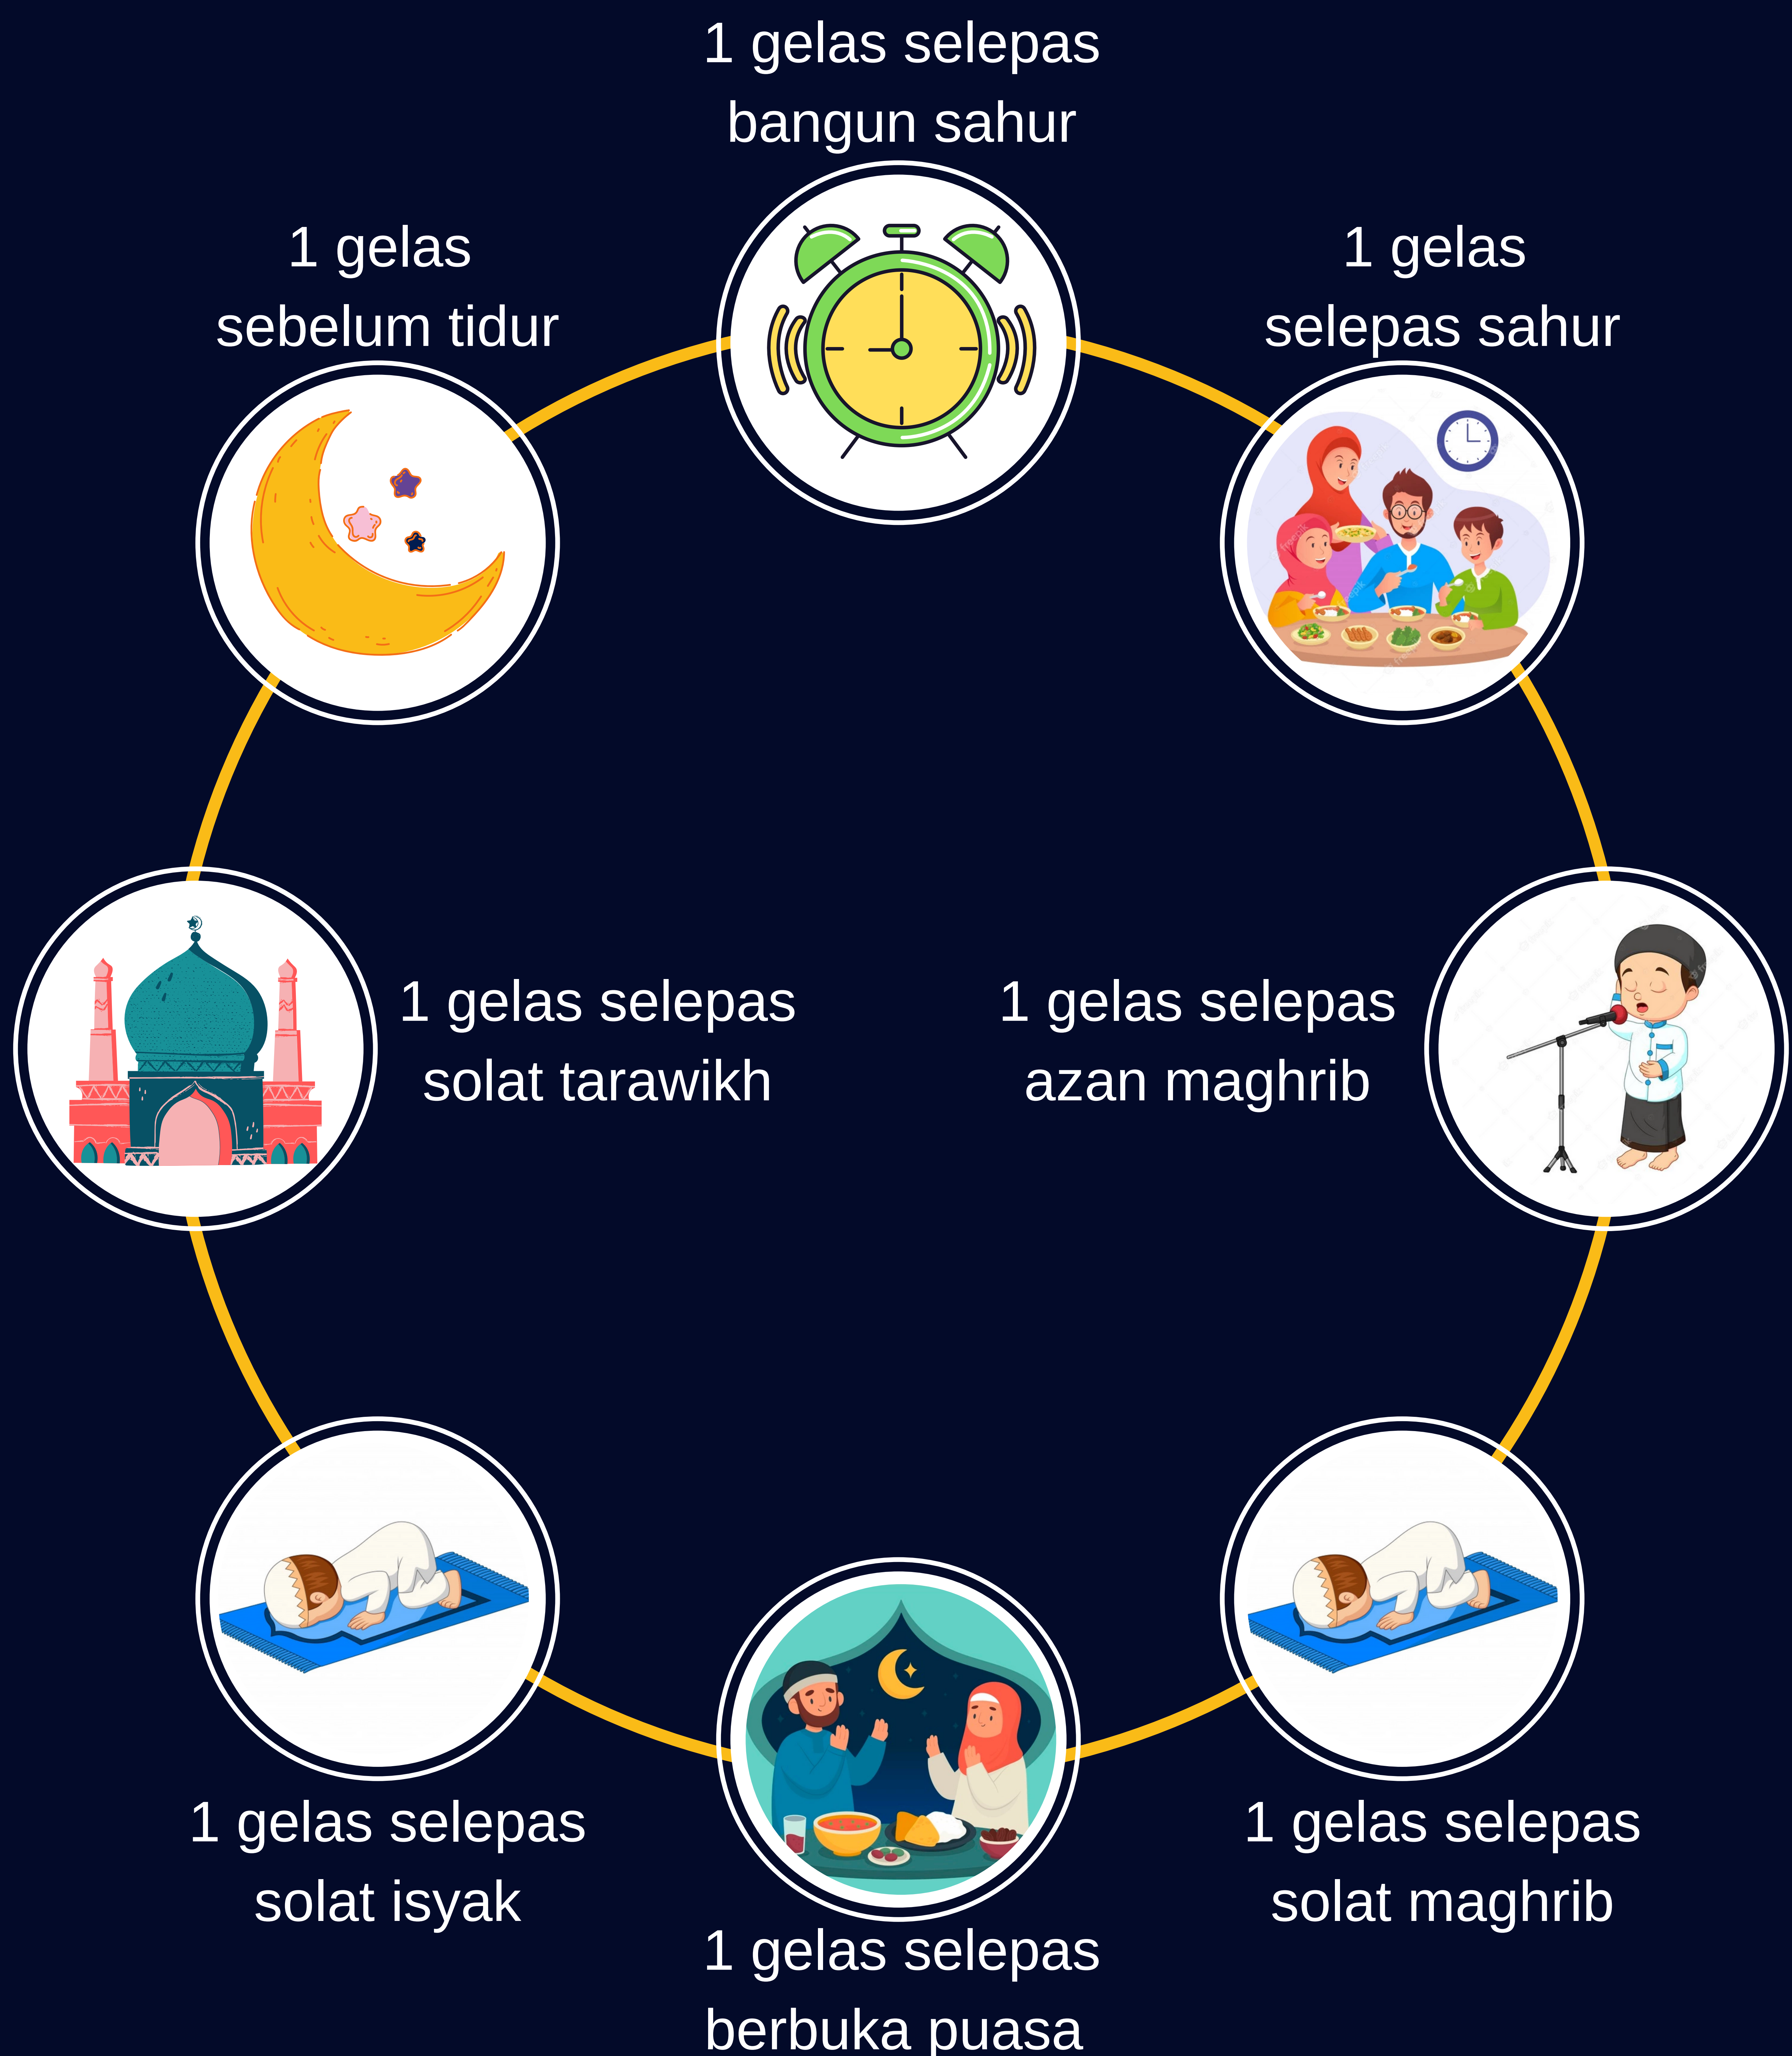 1 gelas selepas
bangun sahur
1 gelas
selepas sahur
1 gelas selepas
azan maghrib
1 gelas selepas
solat maghrib
1 gelas selepas
berbuka puasa
1 gelas selepas
solat isyak
1 gelas selepas
solat tarawikh
1 gelas
sebelum tidur